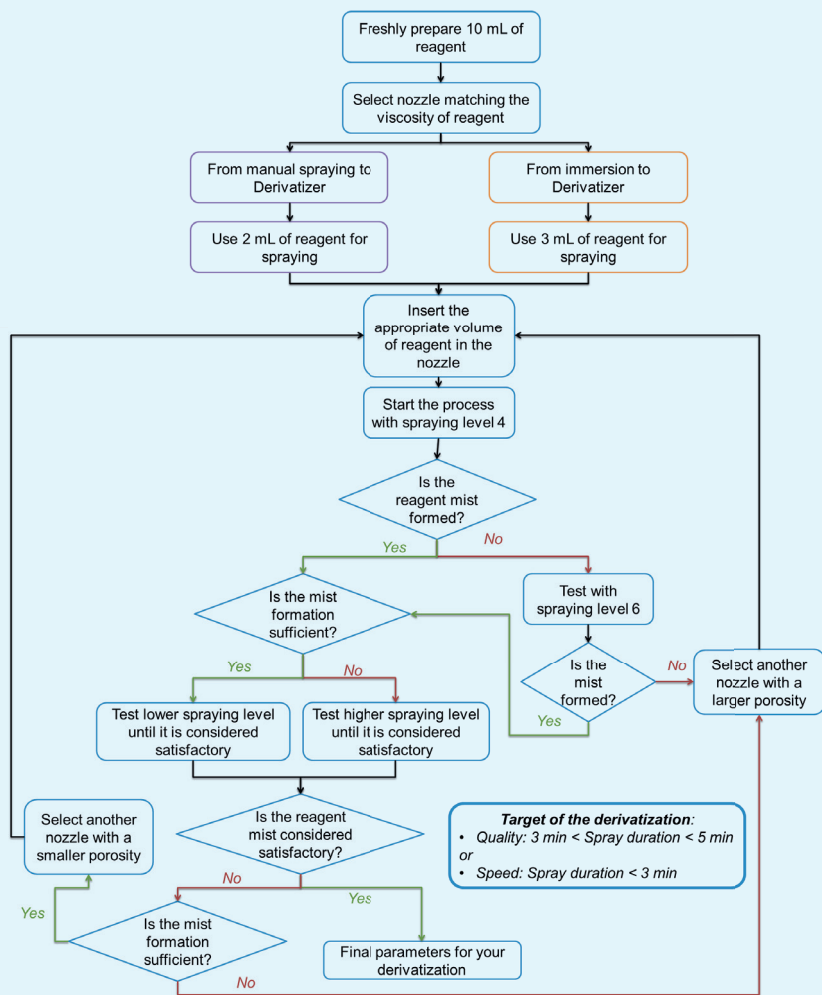 Freshly prepare 10 mL of
reagent
Select nozzle matching the
viscosity of reagent
From manual spraying to
Derivatizer
From immersion to
Derivatizer
Use 2 mL of reagent for
spraying
Use 3 mL of reagent for
spraying
Insert the
appropriate volume
of reagent in the
nozzle
Start the process
with spraying level 4
Is the
reagent mist
formed?
Yes
No
Is the mist
formation
sufficient?
Test with
spraying level 6
Is the
mist
formed?
No
Yes
Select another
nozzle with a
larger porosity
Yes
No
Test lower spraying level
until it is considered
satisfactory
Test higher spraying level
until it is considered
satisfactory
Is the reagent
mist considered
satisfactory?
Select another
nozzle with a
smaller porosity
Target of the derivatization:
• Quality: 3 min < Spray duration < 5 min
or
• Speed: Spray duration < 3 min
No
Yes
Yes
Is the mist
formation
sufficient?
No
Final parameters for your
derivatization